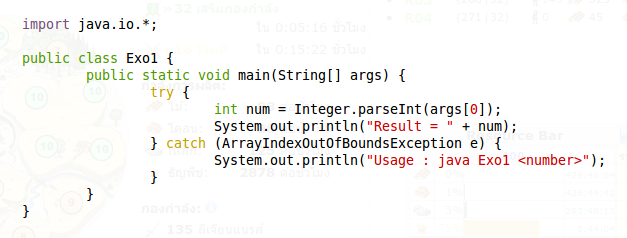 import java.io.*;
public class Exo1 {
public static void main(String[] args) {
try {
int num = Integer.parseInt(args[0]);
System.out.println("Result = " + num);
} catch (ArrayIndexOutOfBoundsException e) {
System.out.println("Usage : java Exo1 <number>");
}
}
}